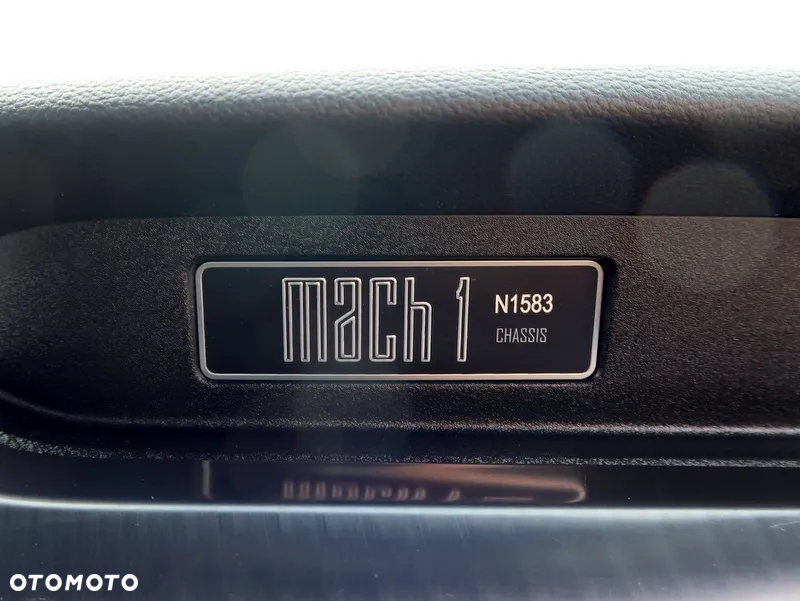 mach 1
N1583
CHASSIS
OTOMOTO